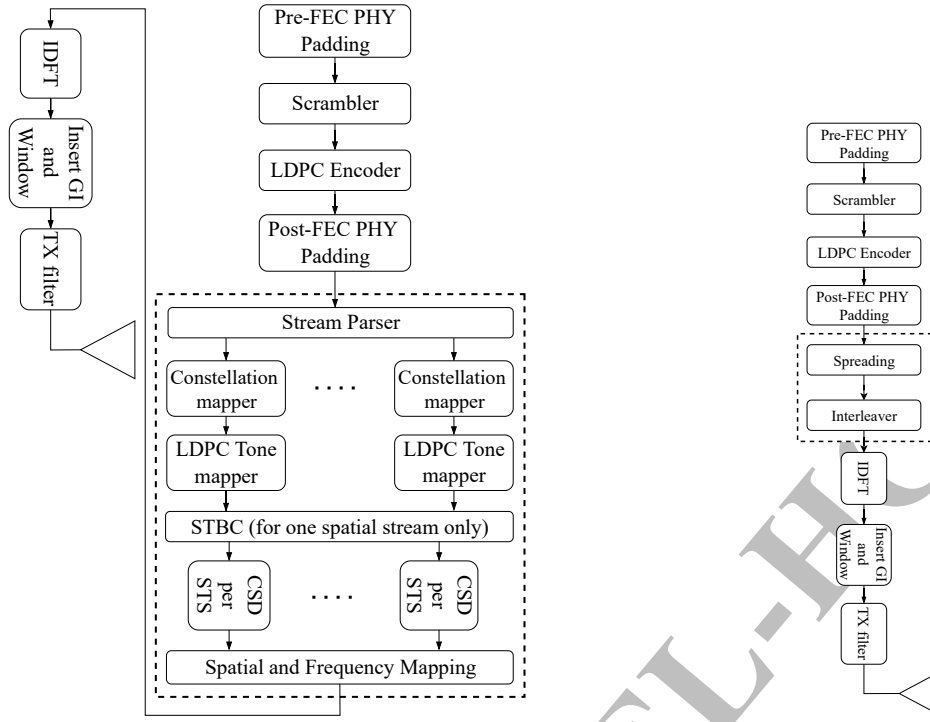 IDFT
Insert GI
and
Window
TX filter
Pre-FEC PHY
Padding
Scrambler
LDPC Encoder
Post-FEC PHY
Padding
Stream Parser
Constellation
mapper
. . . .
Constellation
mapper
LDPC Tone
mapper
LDPC Tone
mapper
STBC (for one spatial stream only)
CSD
per
STS
. . . .
CSD
per
STS
Spatial and Frequency Mapping
Pre-FEC PHY
Padding
Scrambler
LDPC Encoder
Post-FEC PHY
Padding
Spreading
Interleaver
IDFT
Insert GI
and
Window
TX filter